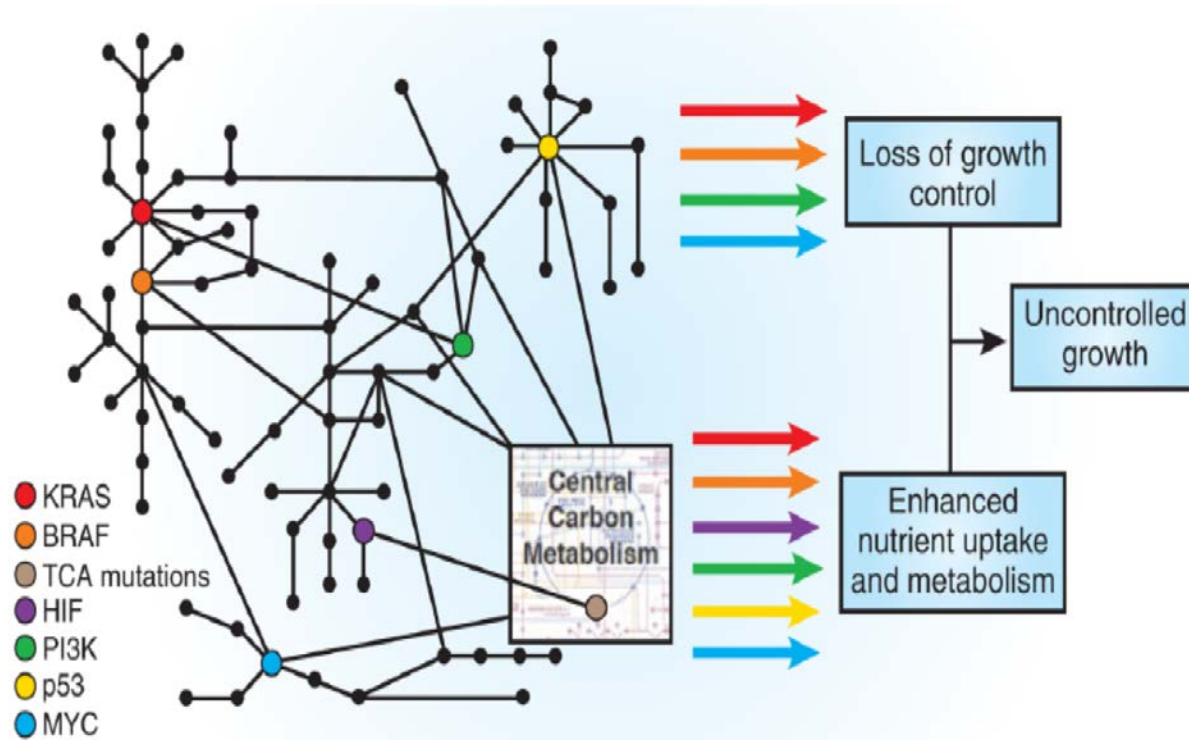 Loss of growth
control
Uncontrolled
growth
Central
Carbon
Metabolism
Enhanced
nutrient uptake
and metabolism
KRAS
BRAF
TCA mutations
HIF
PI3K
p53
MYC